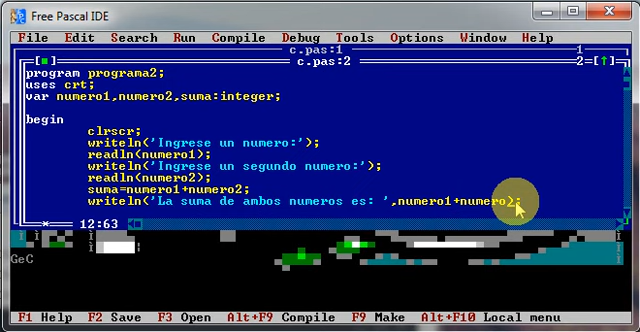 Free Pascal IDE
File Edit Search Run Compile Debug Tools Options Window Help
c.pas:1 1
c.pas:2 2=[↑]
program programa2;
uses crt;
var numero1,numero2,suma:integer;
begin
clrscr;
writeln('Ingrese un numero:');
readln(numero1);
writeln('Ingrese un segundo numero:');
readln(numero2);
suma=numero1+numero2;
writeln('La suma de ambos numeros es: ',numero1+numero);
* 12:63
GeC
F1 Help F2 Save F3 Open Alt+F9 Compile F9 Make Alt+F10 Local menu